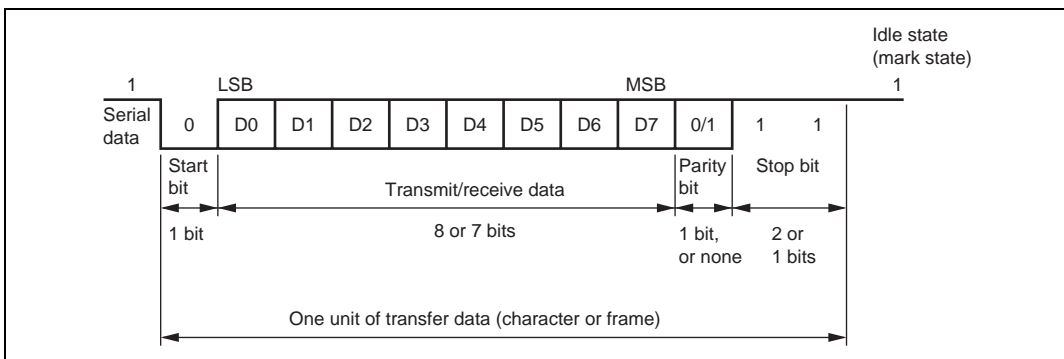 Idle state
(mark state)
1 LSB MSB 1
Serial
data
0 D0 D1 D2 D3 D4 D5 D6 D7 0/1 1 1
Start
bit
Transmit/receive data
Parity
bit
Stop bit
1 bit
8 or 7 bits
1 bit,
or none
2 or
1 bits
One unit of transfer data (character or frame)